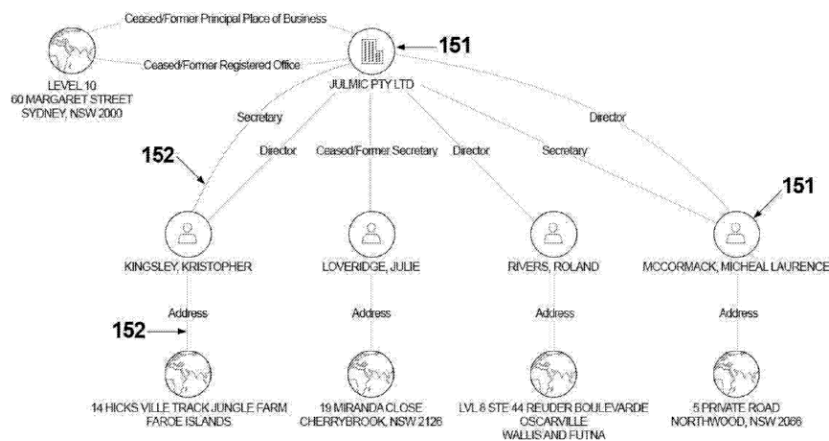 Ceased/Former Principal Place of Business
151
Ceased/Former Registered Office
LEVEL 10
60 MARGARET STREET
SYDNEY, NSW 2000
JULMIC PTY LTD
Secretary
Director
152
Director
Ceased/Former Secretary
Director
Secretary
151
KINGSLEY, KRISTOPHER
LOVERIDGE, JULIE
RIVERS, ROLAND
MCCORMACK, MICHEAL LAURENCE
Address
Address
Address
Address
152
14 HICKS VILLE TRACK JUNGLE FARM
FAROE ISLANDS
19 MIRANDA CLOSE
CHERRYBROOK, NSW 2126
LVL 8 STE 44 REUDER BOULEVARDE
OSCARVILLE
WALLIS AND FUTNA
5 PRIVATE ROAD
NORTHWOOD, NSW 2066